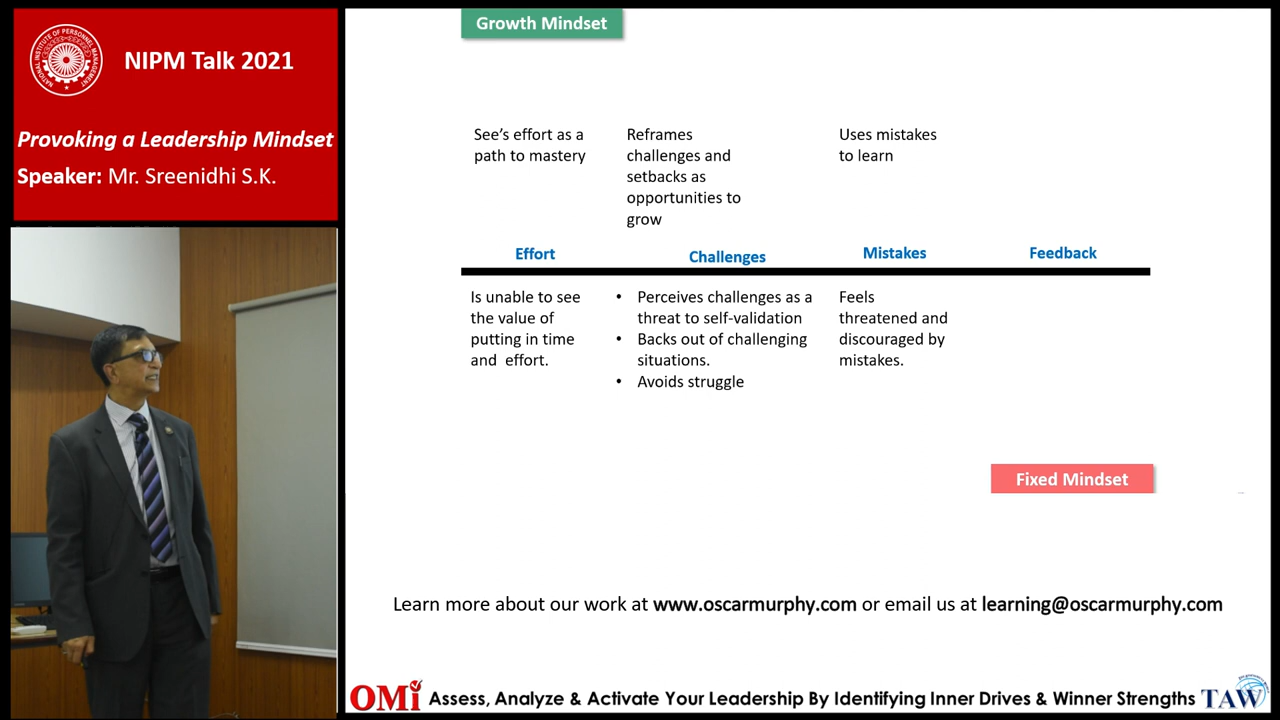 NATIONAL INSTITUTE OF PERSONNEL MANAGEMENT
NIPM Talk 2021
Provoking a Leadership Mindset
Speaker: Mr. Sreenidhi S.K.
Growth Mindset
See's effort as a
path to mastery
Reframes
challenges and
setbacks as
opportunities to
grow
Uses mistakes
to learn
Effort
Challenges
Mistakes
Feedback
Is unable to see
the value of
putting in time
and effort.
• Perceives challenges as a
threat to self-validation
• Backs out of challenging
situations.
• Avoids struggle
Feels
threatened and
discouraged by
mistakes.
Fixed Mindset
Learn more about our work at www.oscarmurphy.com or email us at learning@oscarmurphy.com
OMi Assess, Analyze & Activate Your Leadership By Identifying Inner Drives & Winner Strengths TAW